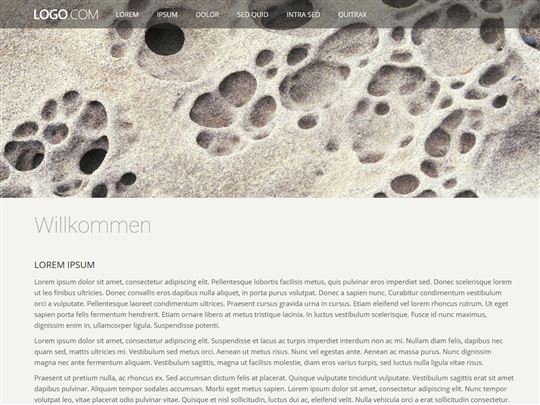 LOGO.COM LOREM IPSUM DOLOR SED QUID INTRA SED QUITRAX
Willkommen
LOREM IPSUM
Lorem ipsum dolor sit amet, consectetur adipiscing elit. Pellentesque lobortis facilisis metus, quis pulvinar eros imperdiet sed. Donec scelerisque lorem
ut leo finibus ultricies. Donec convallis eros dapibus nulla aliquet, in porta purus volutpat. Donec a sapien nunc. Curabitur condimentum vestibulum
orci a vulputate. Pellentesque laoreet condimentum ultrices. Praesent cursus gravida urna in cursus. Etiam eleifend vel lorem rhoncus tempus. Ut eget
sapien porta felis fermentum hendrerit. Etiam ornare libero at metus consectetur tristique. In luctus vestibulum scelerisque. Fusce id nunc maximus,
dignissim enim in, ullamcorper ligula. Suspendisse potenti.
Lorem ipsum dolor sit amet, consectetur adipiscing elit. Suspendisse et lacus ac turpis imperdiet interdum non ac mi. Nullam diam felis, dapibus nec
quam sed, mattis ultricies mi. Vestibulum sed metus orci. Aenean ut metus risus. Nunc vel egestas ante. Aenean ac massa purus. Nunc dignissim
magna nec ante fermentum aliquam. Vestibulum sagittis, magna ut facilisis molestie, diam eros varius turpis, sed luctus nulla ligula mattis eros.
Praesent ut pretium nulla, ac rhoncus ex. Sed accumsan dictum felis at placerat. Quisque vulputate tincidunt vulputate. Vestibulum sagittis erat sit amet
dapibus pulvinar. Aliquam tempor sodales accumsan. Morbi eget metus sapien. Lorem ipsum dolor sit amet, consectetur adipiscing elit. Nunc tempor
volutpat leo, vitae cursus ex dapibus vitae. Quisque et nisl sollicitudin, luctus dui ac, tincidunt erat. Nulla vehicula orci a erat consectetur consectetur.